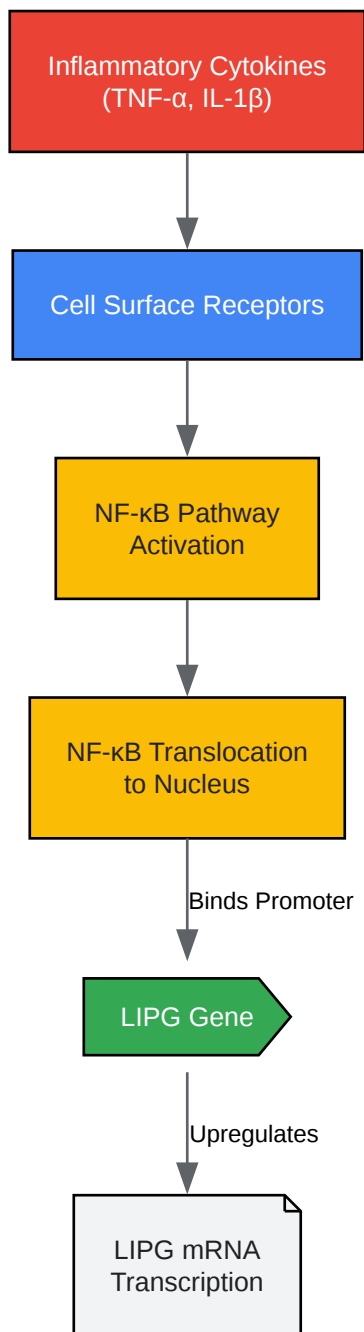 Inflammatory Cytokines
(TNF-α, IL-1β)
Cell Surface Receptors
NF-κB Pathway
Activation
NF-κB Translocation
to Nucleus
Binds Promoter
LIPG Gene
Upregulates
LIPG mRNA
Transcription